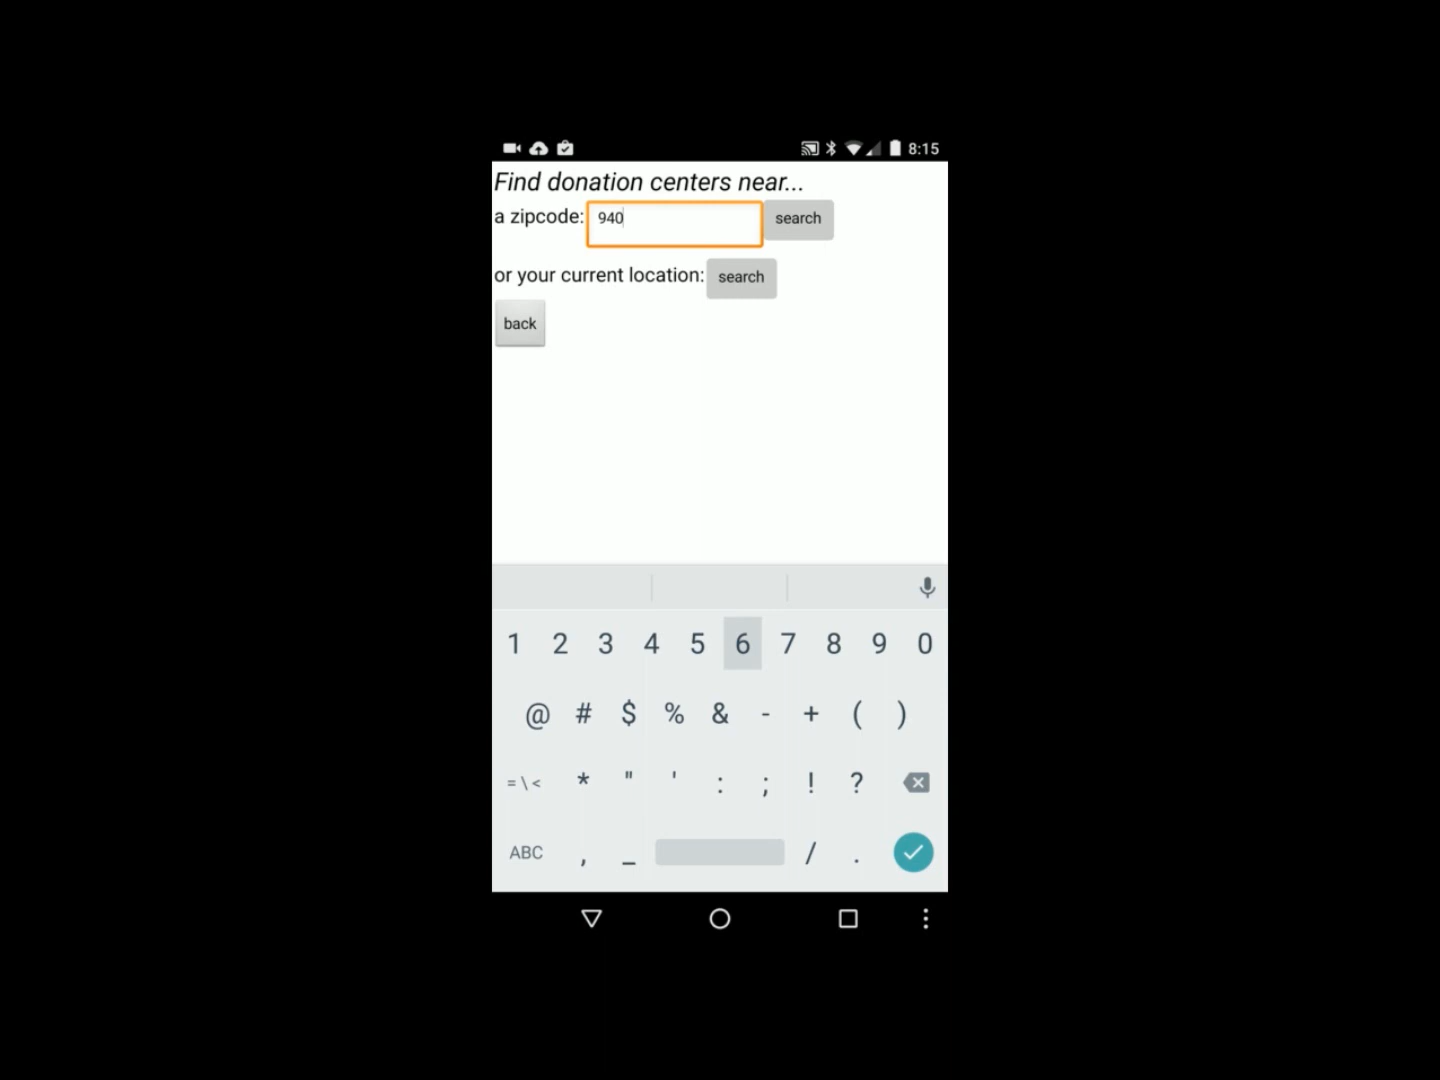 8:15
Find donation centers near...
a zipcode: 940 search
or your current location: search
back
1 2 3 4 5 6 7 8 9 0
@ # $ % & - + ( )
= \ < * " ' : ; ! ?
ABC , _ / .